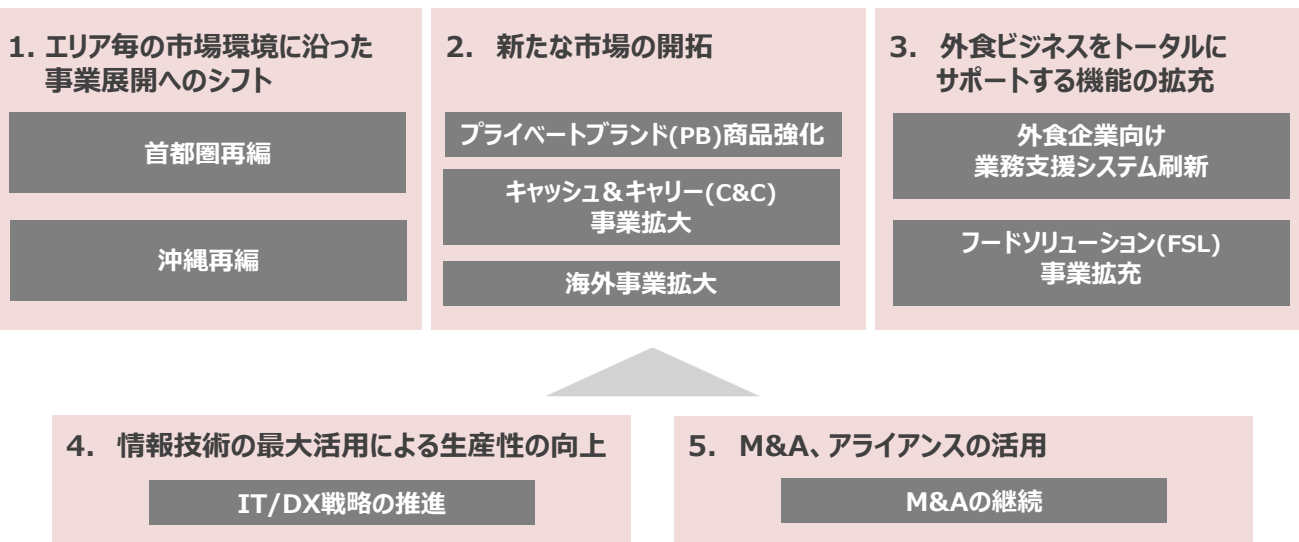 1. エリア毎の市場環境に沿った
事業展開へのシフト
首都圏再編
沖縄再編
2. 新たな市場の開拓
プライベートブランド(PB)商品強化
キャッシュ＆キャリー(C&C)
事業拡大
海外事業拡大
3. 外食ビジネスをトータルに
サポートする機能の拡充
外食企業向け
業務支援システム刷新
フードソリューション(FSL)
事業拡充
4. 情報技術の最大活用による生産性の向上
IT/DX戦略の推進
5. M&A、アライアンスの活用
M&Aの継続